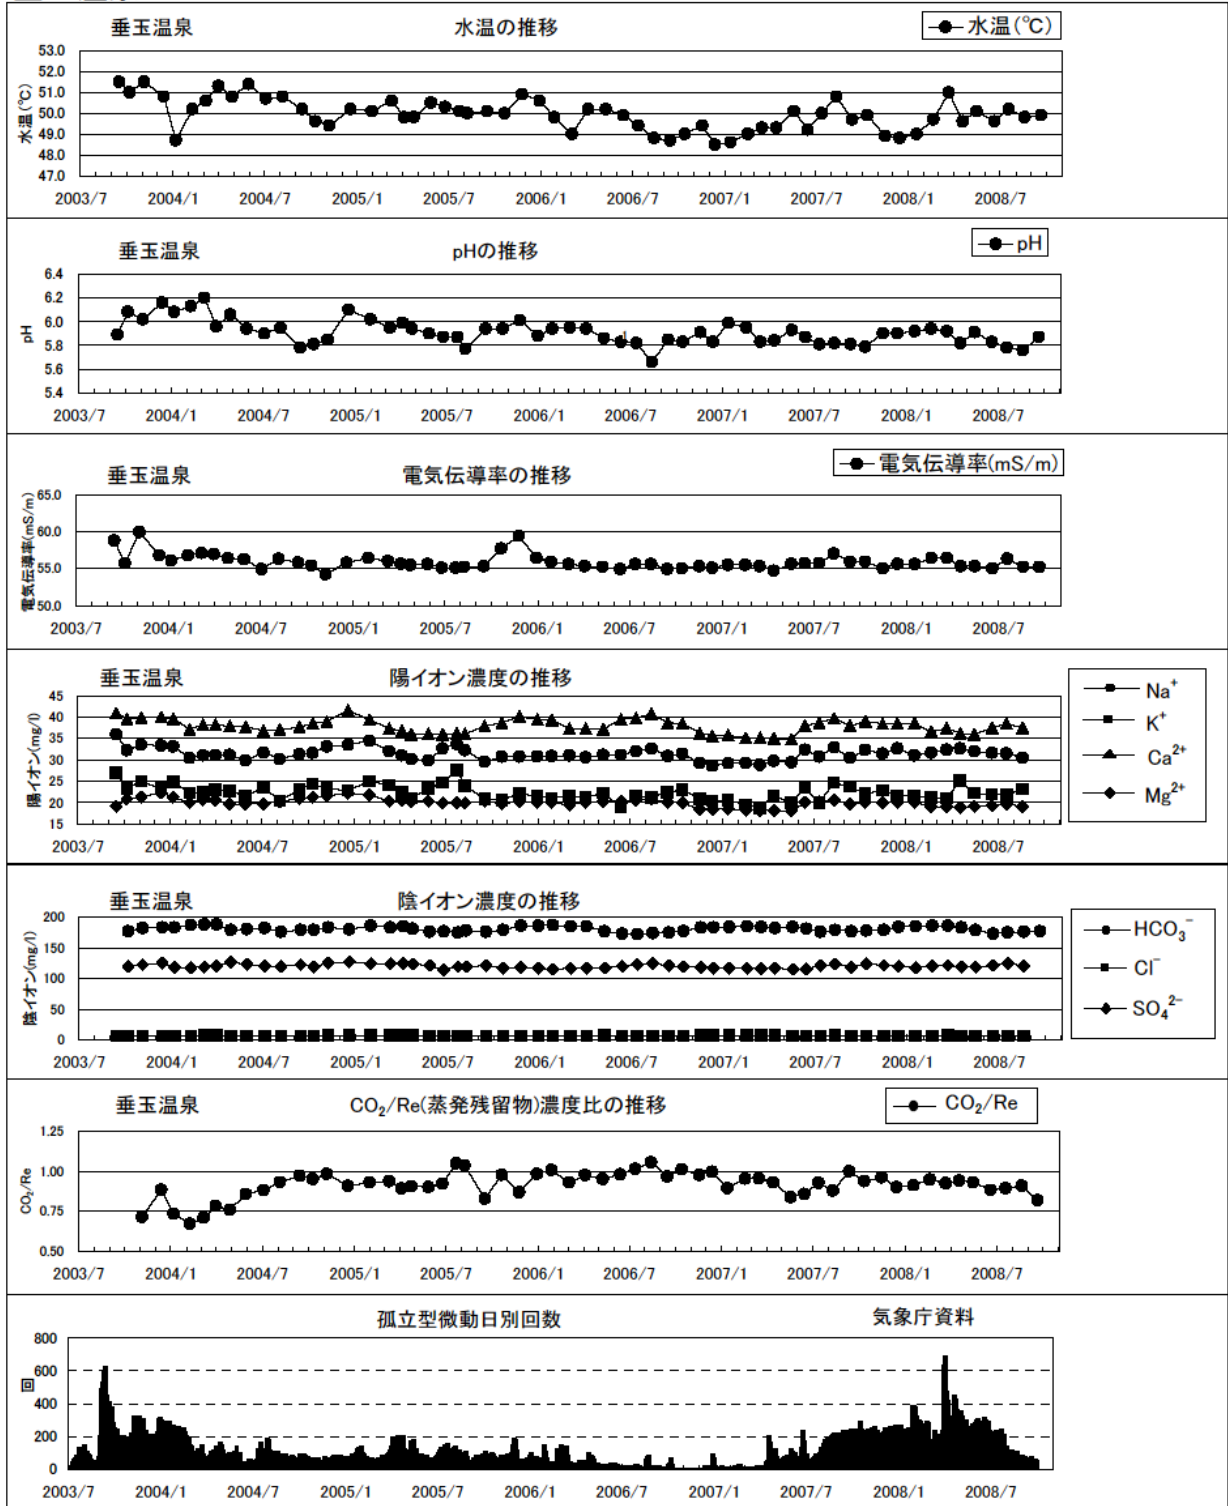 垂玉温泉 水温の推移 水温(℃)
53.0
52.0
51.0
50.0
49.0
48.0
47.0
水温(℃)
2003/7 2004/1 2004/7 2005/1 2005/7 2006/1 2006/7 2007/1 2007/7 2008/1 2008/7
垂玉温泉 pHの推移 pH
6.4
6.2
6.0
5.8
5.6
5.4
pH
2003/7 2004/1 2004/7 2005/1 2005/7 2006/1 2006/7 2007/1 2007/7 2008/1 2008/7
垂玉温泉 電気伝導率の推移 電気伝導率(mS/m)
65.0
60.0
55.0
50.0
電気伝導率(mS/m)
2003/7 2004/1 2004/7 2005/1 2005/7 2006/1 2006/7 2007/1 2007/7 2008/1 2008/7
垂玉温泉 陽イオン濃度の推移
45
40
35
30
25
20
15
陽イオン(mg/l)
2003/7 2004/1 2004/7 2005/1 2005/7 2006/1 2006/7 2007/1 2007/7 2008/1 2008/7
Na⁺
K⁺
Ca²⁺
Mg²⁺
垂玉温泉 陰イオン濃度の推移
200
150
100
50
0
陰イオン(mg/l)
2003/7 2004/1 2004/7 2005/1 2005/7 2006/1 2006/7 2007/1 2007/7 2008/1 2008/7
HCO₃⁻
Cl⁻
SO₄²⁻
垂玉温泉 CO₂/Re(蒸発残留物)濃度比の推移 CO₂/Re
1.25
1.00
0.75
0.50
CO₂/Re
2003/7 2004/1 2004/7 2005/1 2005/7 2006/1 2006/7 2007/1 2007/7 2008/1 2008/7
孤立型微動日別回数 気象庁資料
800
600
400
200
0
回
2003/7 2004/1 2004/7 2005/1 2005/7 2006/1 2006/7 2007/1 2007/7 2008/1 2008/7